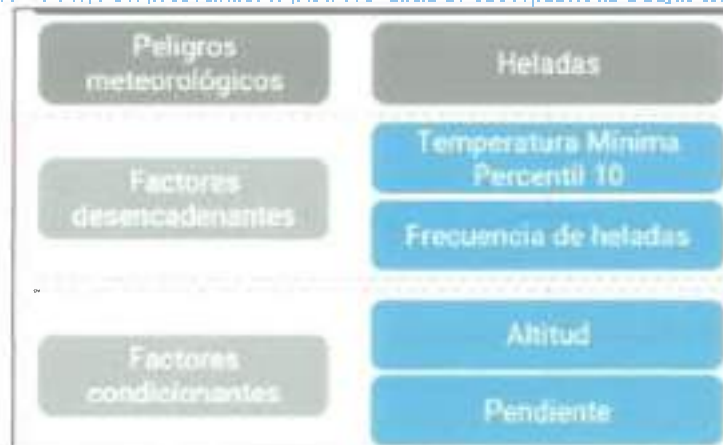 Peligros
meteorológicos
Heladas
Factores
desencadenantes
Temperatura Mínima
Percentil 10
Frecuencia de heladas
Factores
condicionantes
Altitud
Pendiente